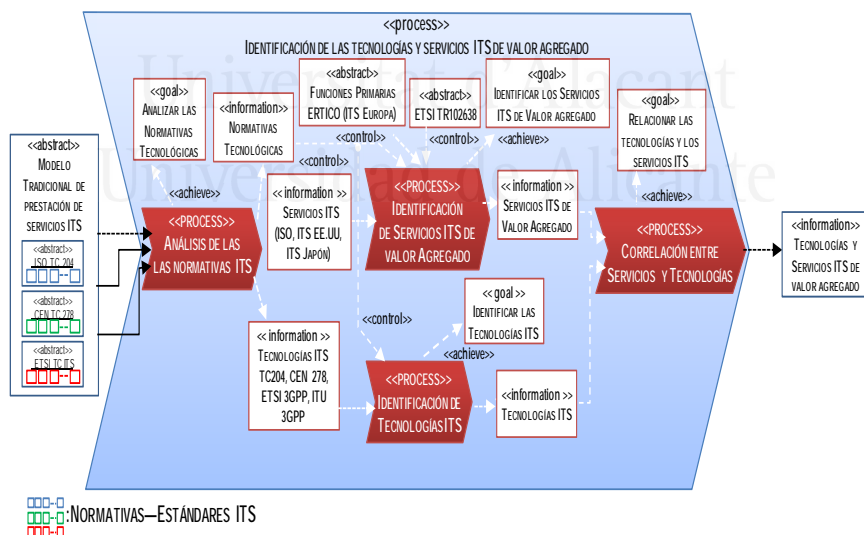 <<process>>
IDENTIFICACIÓN DE LAS TECNOLOGÍAS Y SERVICIOS ITS DE VALOR AGREGADO
Universitat d'Alacant
Universidad de Alicante
<<goal>>
ANALIZAR LAS
NORMATIVAS
TECNOLÓGICAS
<<information>>
NORMATIVAS
TECNOLÓGICAS
<<abstract>>
FUNCIONES PRIMARIAS
ERTICO (ITS EUROPA)
<<abstract>>
ETSI TR102638
<<goal>>
IDENTIFICAR LOS SERVICIOS
ITS DE VALOR AGREGADO
<<goal>>
RELACIONAR LAS
TECNOLOGÍAS Y LOS
SERVICIOS ITS
<<control>>
<<control>>
<<control>>
<<achieve>>
<<abstract>>
MODELO
TRADICIONAL DE
PRESTACIÓN DE
SERVICIOS ITS
<<abstract>>
ISO TC 204
<<abstract>>
CEN TC 278
<<abstract>>
ETSI TC ITS
<<achieve>>
<<PROCESS>>
ANÁLISIS DE LAS
LAS NORMATIVAS ITS
<<information >>
SERVICIOS ITS
(ISO, ITS EE.UU,
ITS JAPÓN)
<<PROCESS>>
IDENTIFICACIÓN
DE SERVICIOS ITS DE
VALOR AGREGADO
<< information >>
SERVICIOS ITS DE
VALOR AGREGADO
<<achieve>>
<<PROCESS>>
CORRELACIÓN ENTRE
SERVICIOS Y TECNOLOGÍAS
<<information>>
TECNOLOGÍAS Y
SERVICIOS ITS DE
VALOR AGREGADO
<<goal>>
IDENTIFICAR LAS
TECNOLOGÍAS ITS
<<control>>
<<achieve>>
<< information >>
TECNOLOGÍAS ITS
TC204, CEN 278,
ETSI 3GPP, ITU
3GPP
<<PROCESS>>
IDENTIFICACIÓN DE
TECNOLOGÍAS ITS
<<information>>
TECNOLOGÍAS ITS
:NORMATIVAS—ESTÁNDARES ITS